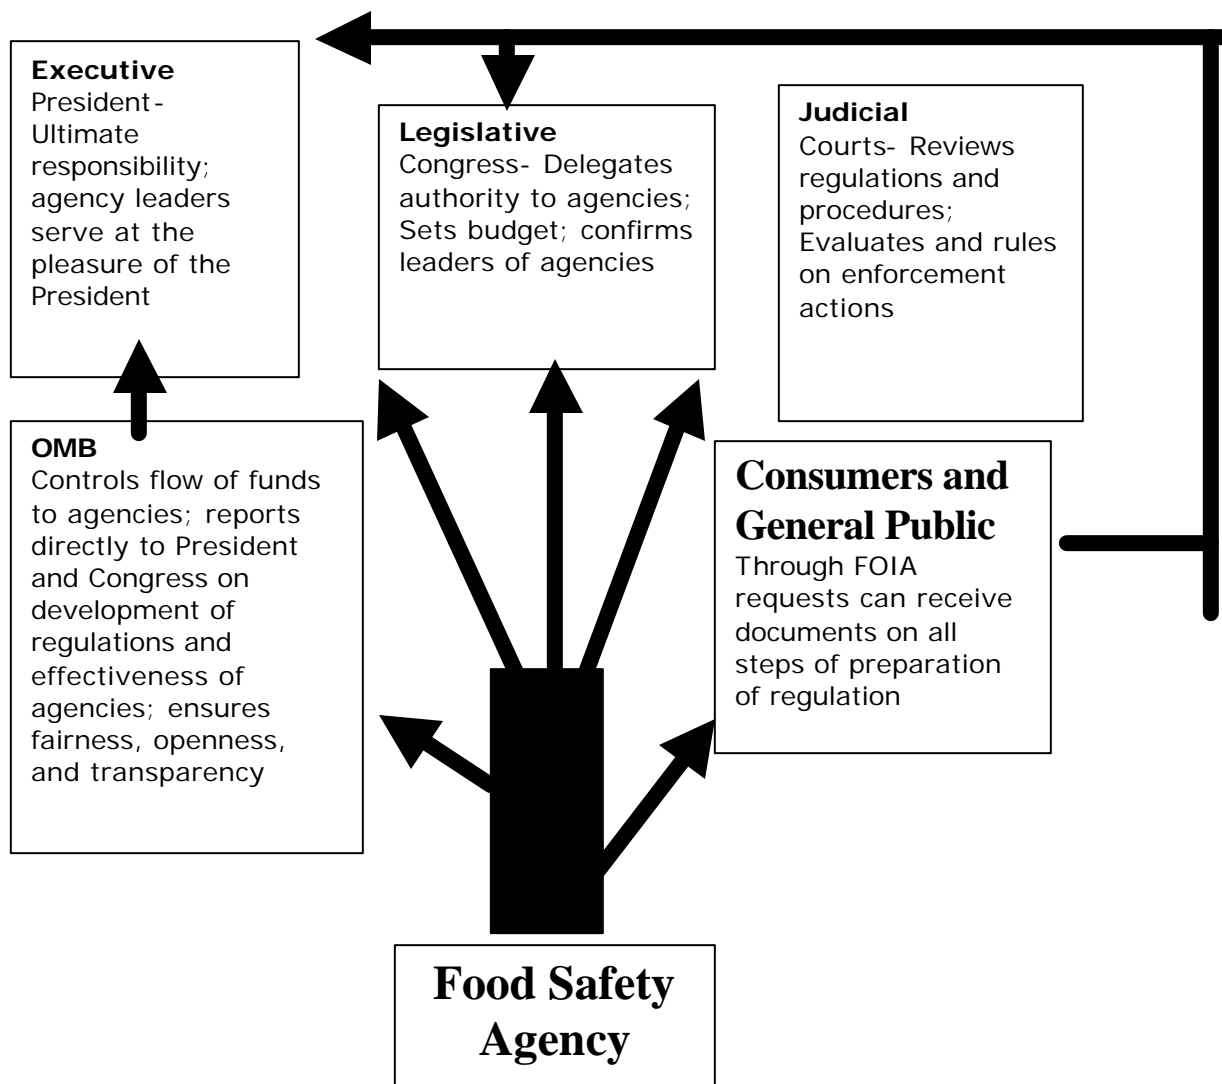 Executive
President-
Ultimate
responsibility;
agency leaders
serve at the
pleasure of the
President
Legislative
Congress- Delegates
authority to agencies;
Sets budget; confirms
leaders of agencies
Judicial
Courts- Reviews
regulations and
procedures;
Evaluates and rules
on enforcement
actions
OMB
Controls flow of funds
to agencies; reports
directly to President
and Congress on
development of
regulations and
effectiveness of
agencies; ensures
fairness, openness,
and transparency
Consumers and
General Public
Through FOIA
requests can receive
documents on all
steps of preparation
of regulation
Food Safety
Agency